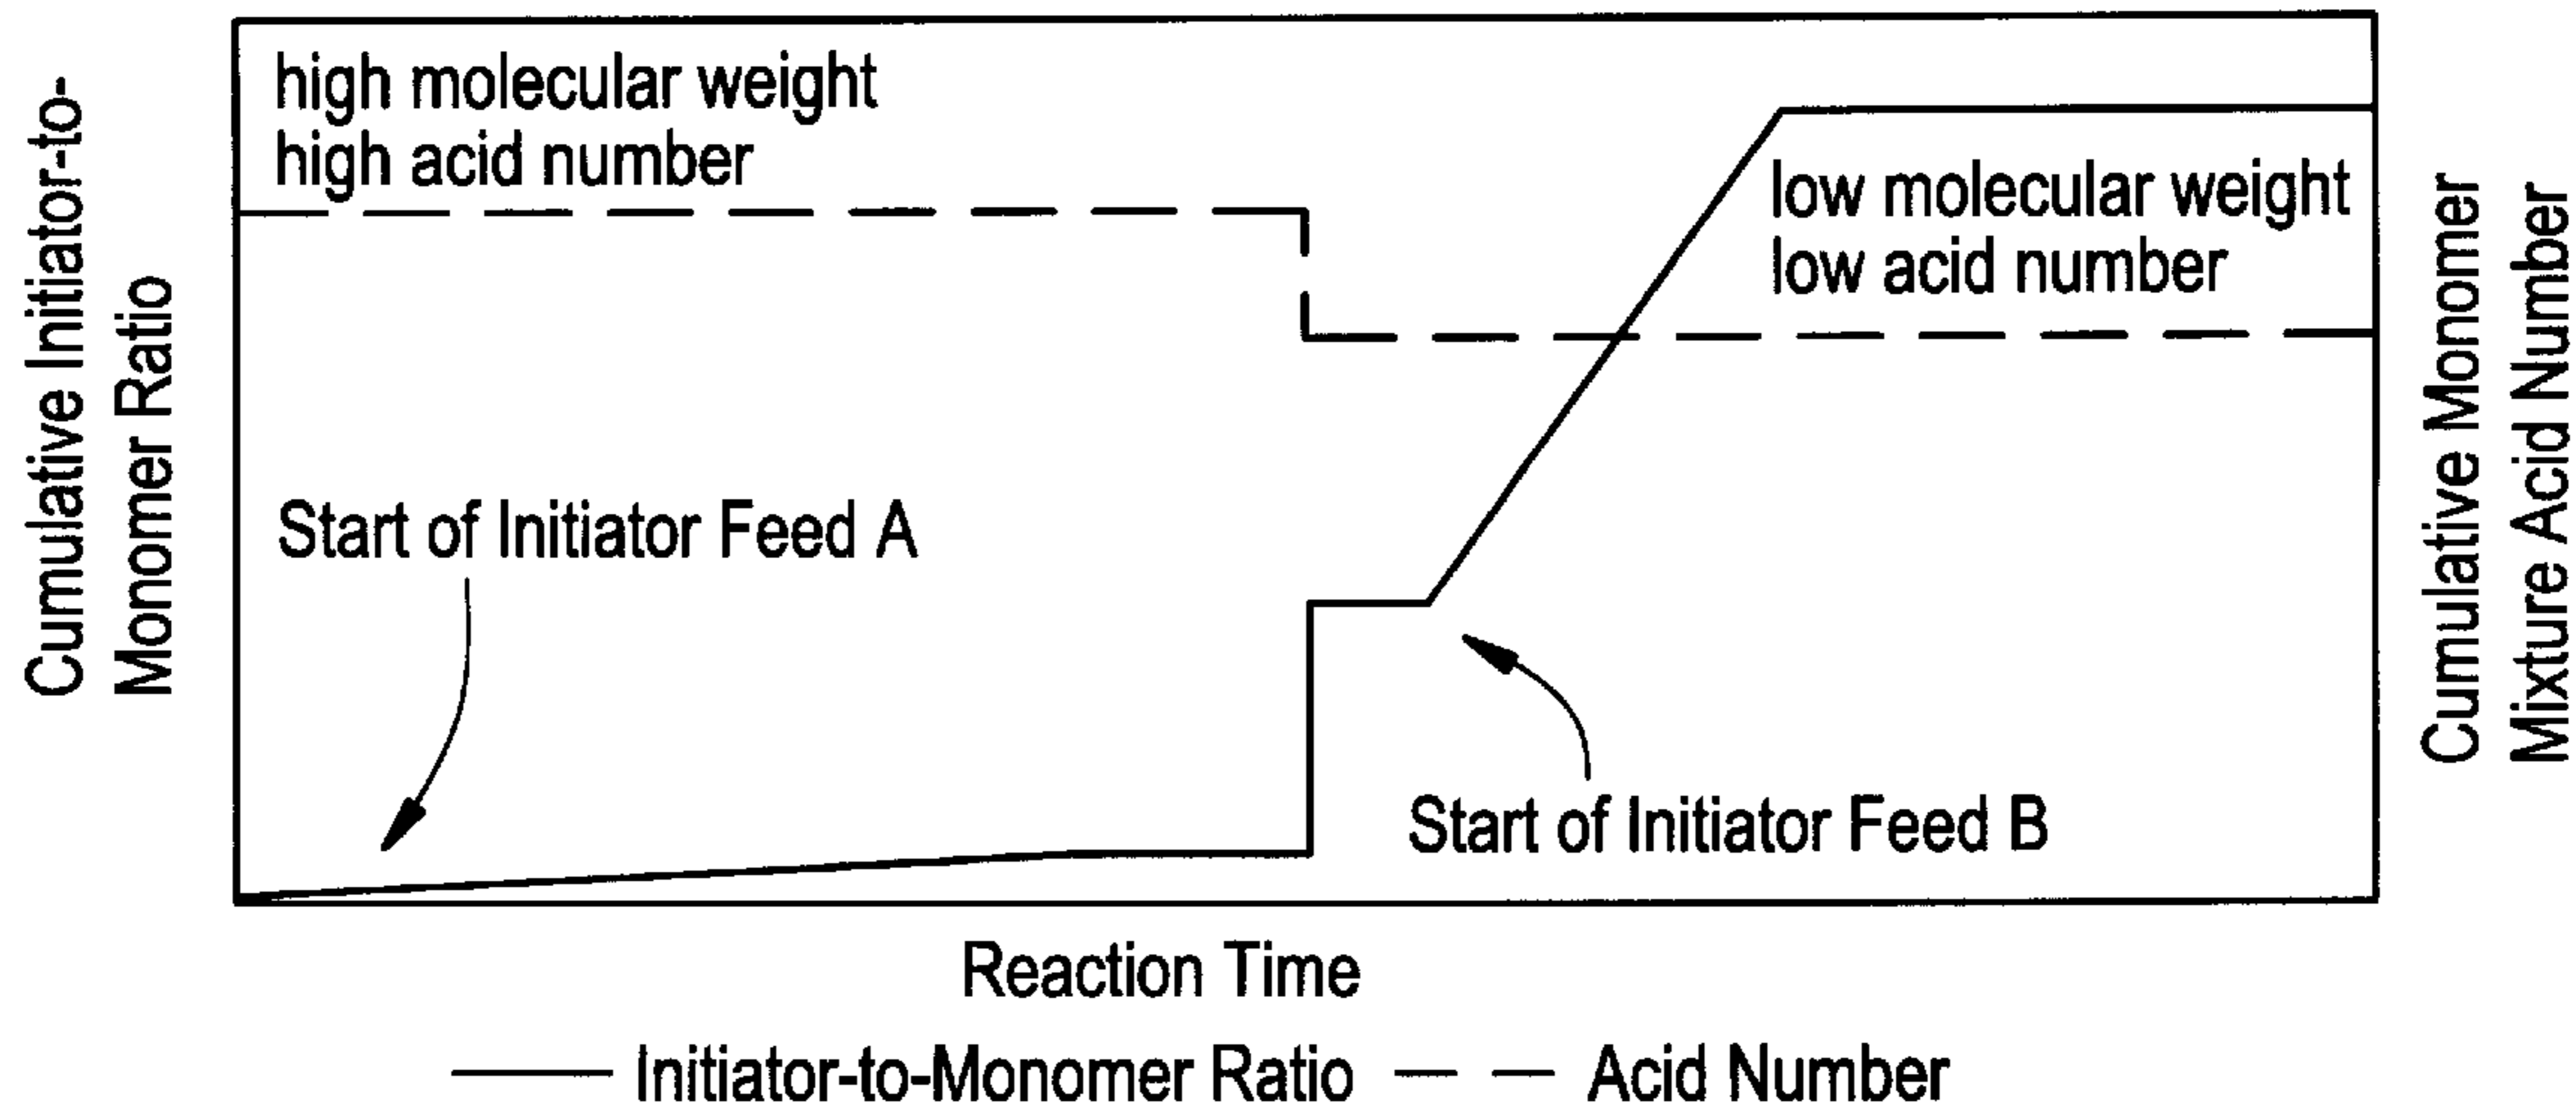 Cumulative Initiator-to-
Monomer Ratio
high molecular weight
high acid number
low molecular weight
low acid number
Start of Initiator Feed A
Start of Initiator Feed B
Cumulative Monomer
Mixture Acid Number
Reaction Time
Initiator-to-Monomer Ratio
Acid Number